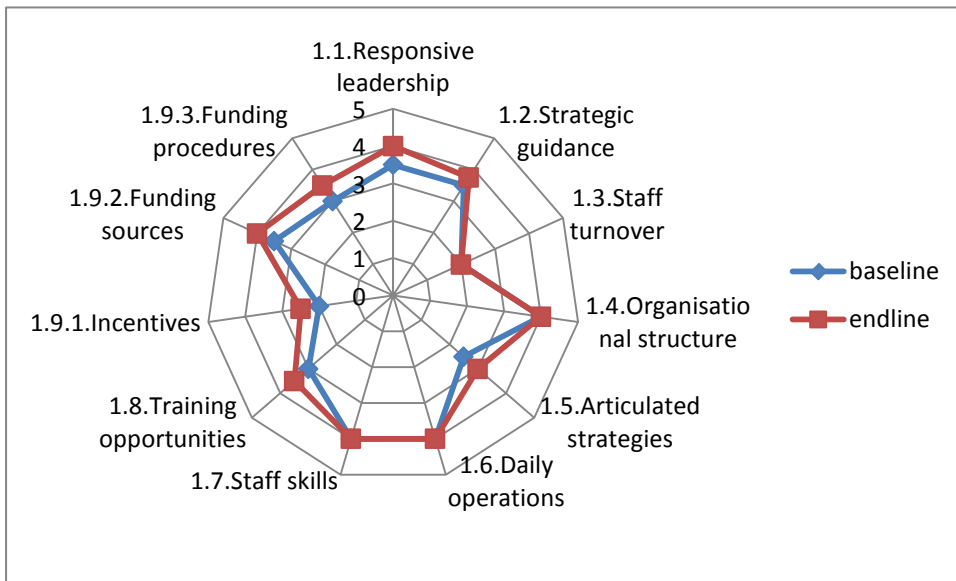 1.1.Responsive
leadership
1.2.Strategic
guidance
1.3.Staff
turnover
1.4.Organisatio
nal structure
1.5.Articulated
strategies
1.6.Daily
operations
1.7.Staff skills
1.8.Training
opportunities
1.9.1.Incentives
1.9.2.Funding
sources
1.9.3.Funding
procedures
5
4
3
2
1
0
baseline
endline